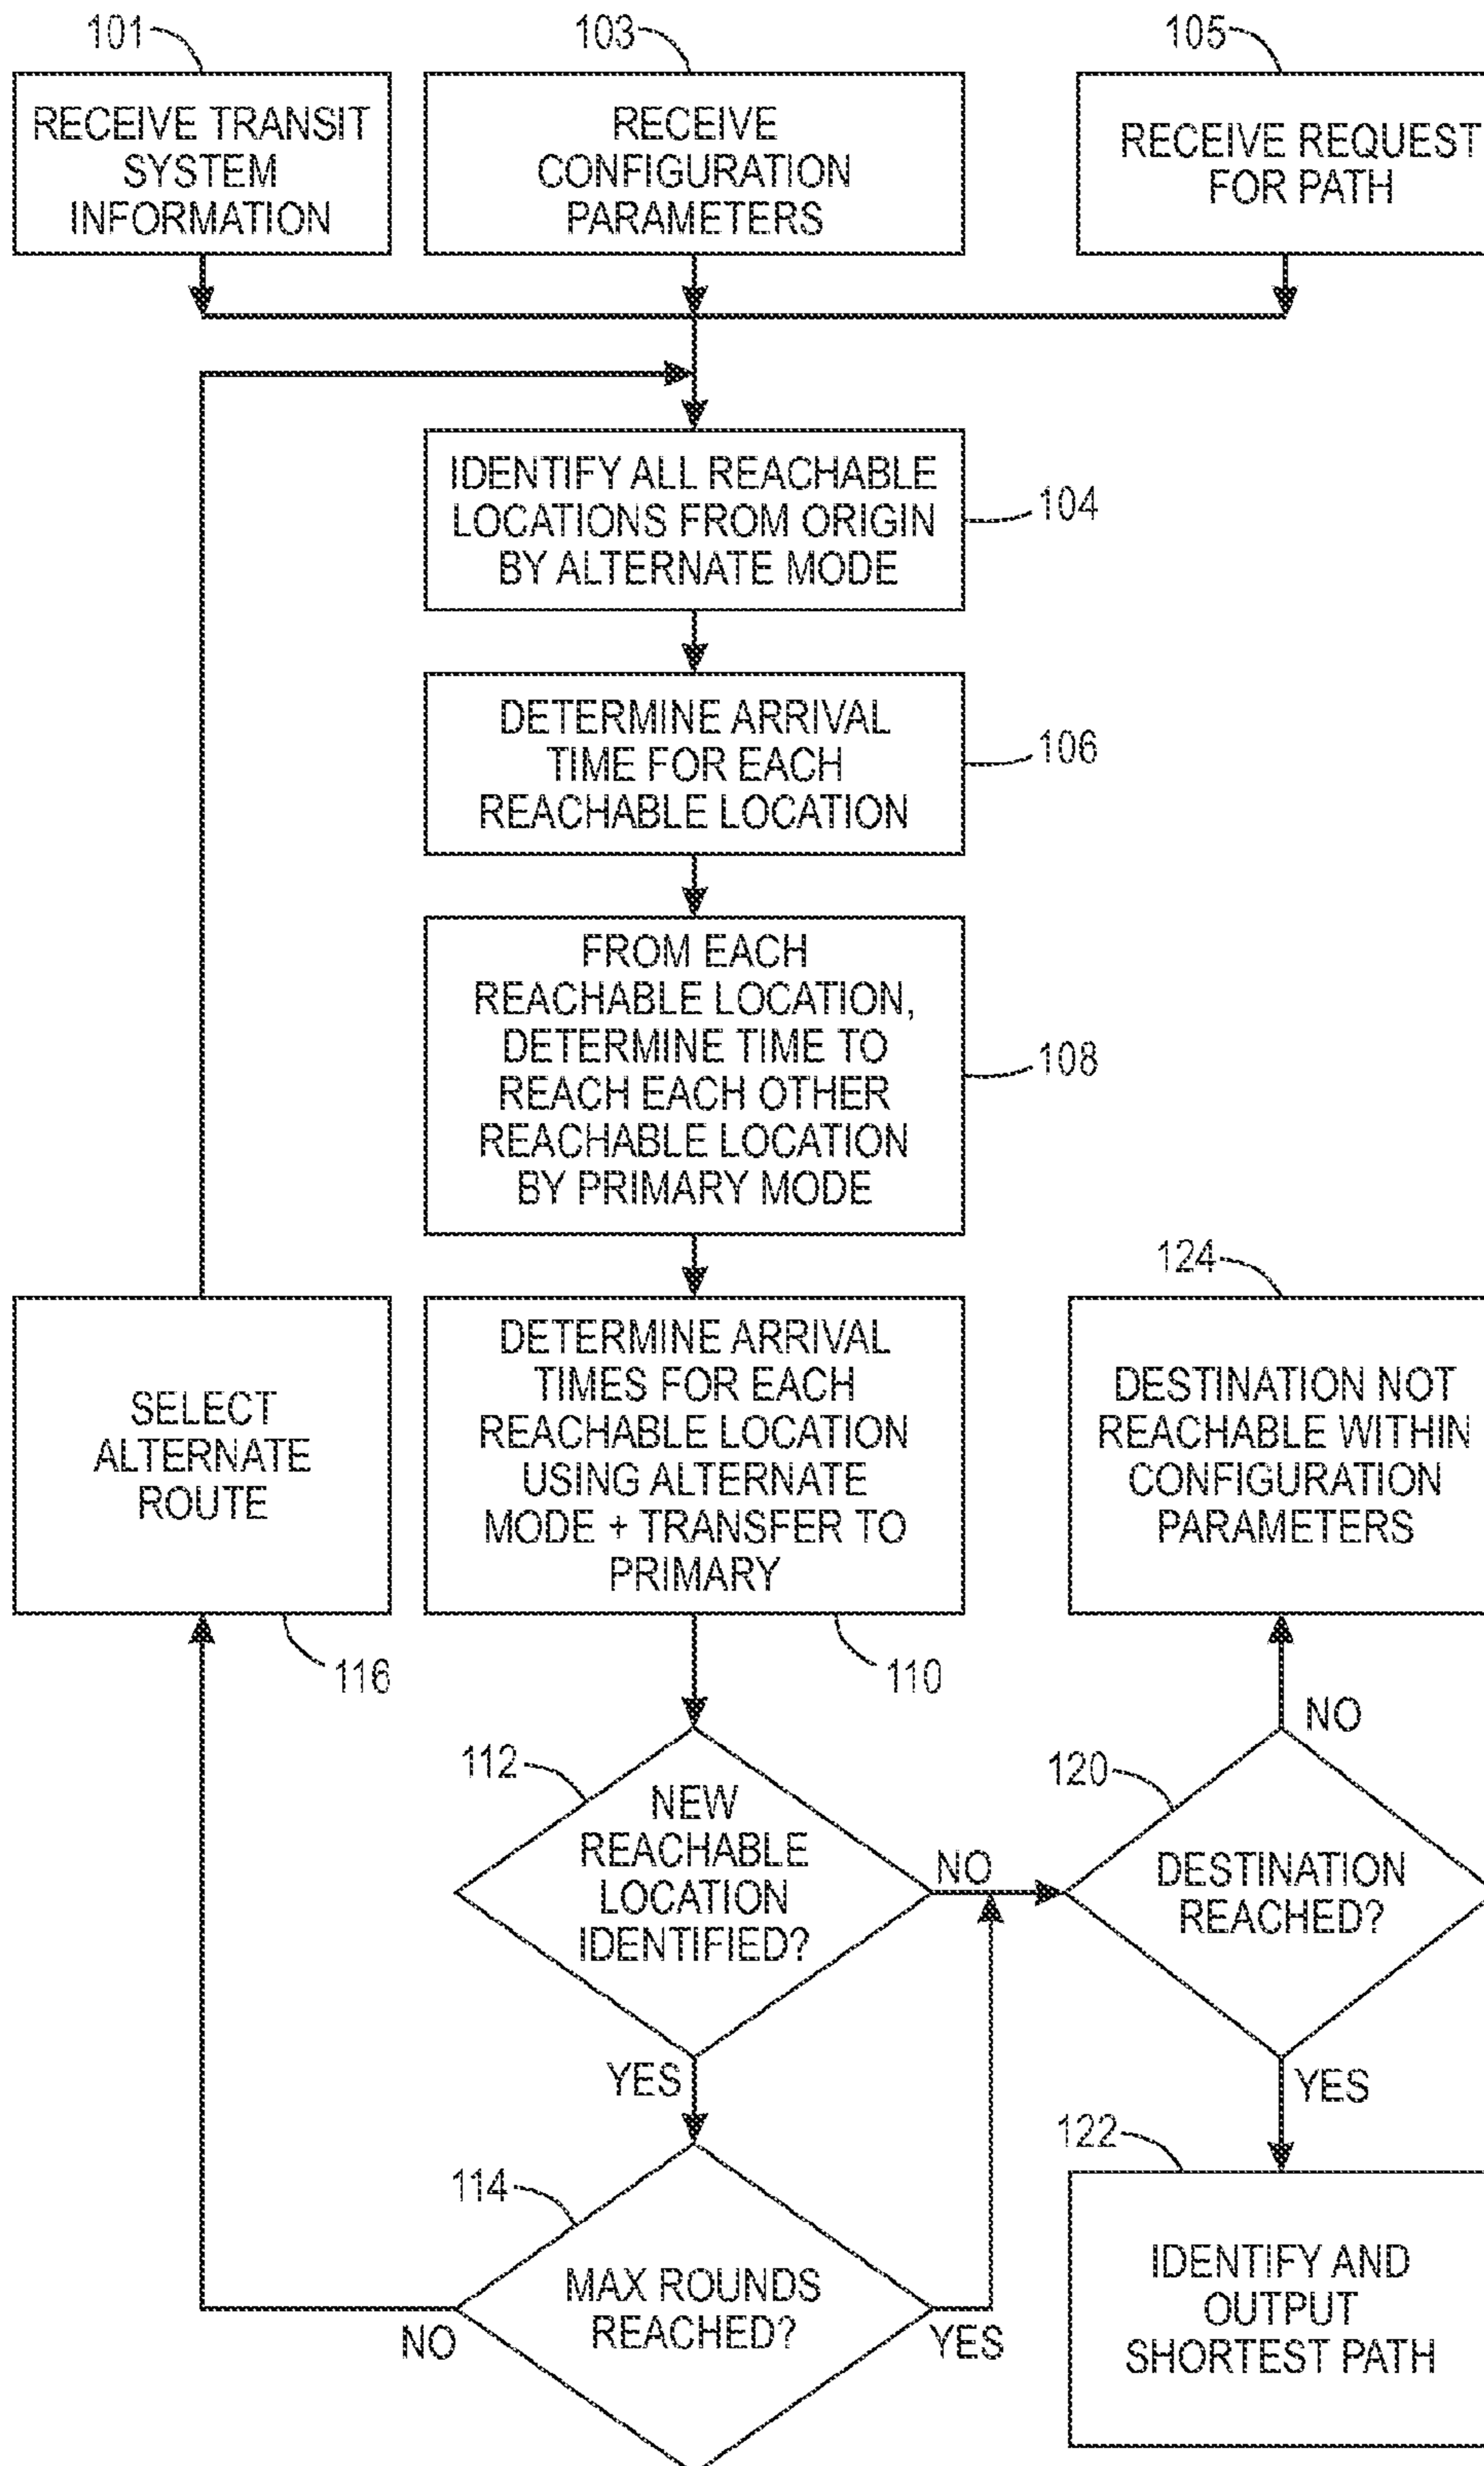 101
103
105
RECEIVE TRANSIT
SYSTEM
INFORMATION
RECEIVE
CONFIGURATION
PARAMETERS
RECEIVE REQUEST
FOR PATH
IDENTIFY ALL REACHABLE
LOCATIONS FROM ORIGIN
BY ALTERNATE MODE
104
DETERMINE ARRIVAL
TIME FOR EACH
REACHABLE LOCATION
106
FROM EACH
REACHABLE LOCATION,
DETERMINE TIME TO
REACH EACH OTHER
REACHABLE LOCATION
BY PRIMARY MODE
108
124
SELECT
ALTERNATE
ROUTE
116
DETERMINE ARRIVAL
TIMES FOR EACH
REACHABLE LOCATION
USING ALTERNATE
MODE + TRANSFER TO
PRIMARY
110
DESTINATION NOT
REACHABLE WITHIN
CONFIGURATION
PARAMETERS
NO
112
NEW
REACHABLE
LOCATION
IDENTIFIED?
NO
120
DESTINATION
REACHED?
YES
YES
114
MAX ROUNDS
REACHED?
NO
YES
122
IDENTIFY AND
OUTPUT
SHORTEST PATH